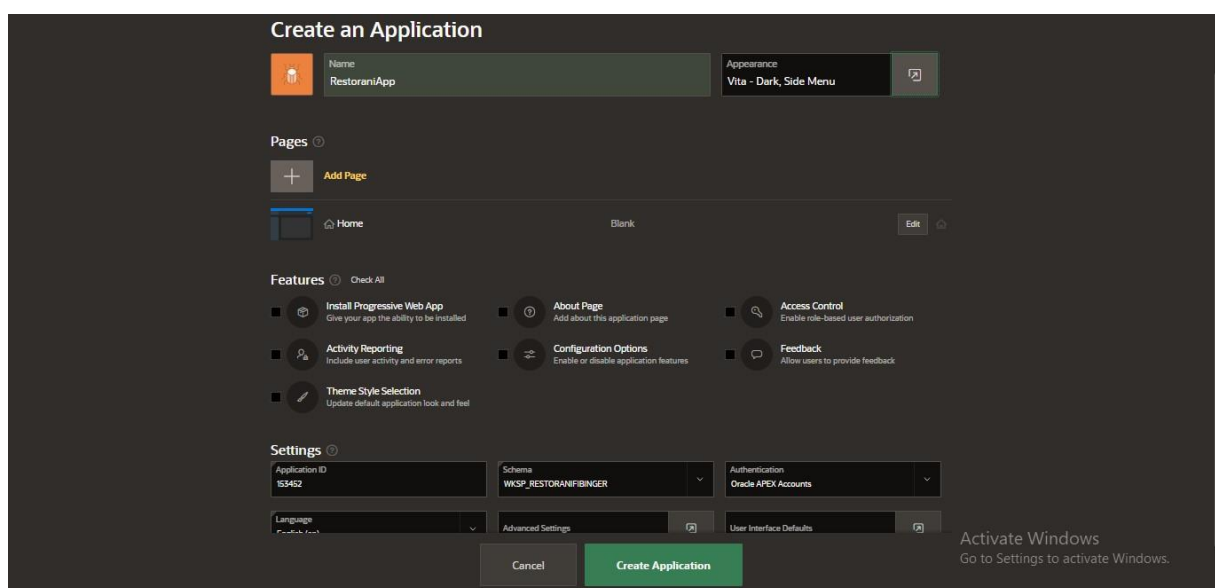 Create an Application
Name
RestoraniApp
Appearance
Vita - Dark, Side Menu
Pages
Add Page
Home
Blank
Edit
Features
Check All
Install Progressive Web App
Give your app the ability to be installed
About Page
Add about this application page
Access Control
Enable role-based user authorization
Activity Reporting
Include user activity and error reports
Configuration Options
Enable or disable application features
Feedback
Allow users to provide feedback
Theme Style Selection
Update default application look and feel
Settings
Application ID
153452
Schema
WKSP_RESTORANIFIBINGER
Authentication
Oracle APEX Accounts
Language
Advanced Settings
User Interface Defaults
Cancel
Create Application
Activate Windows
Go to Settings to activate Windows.